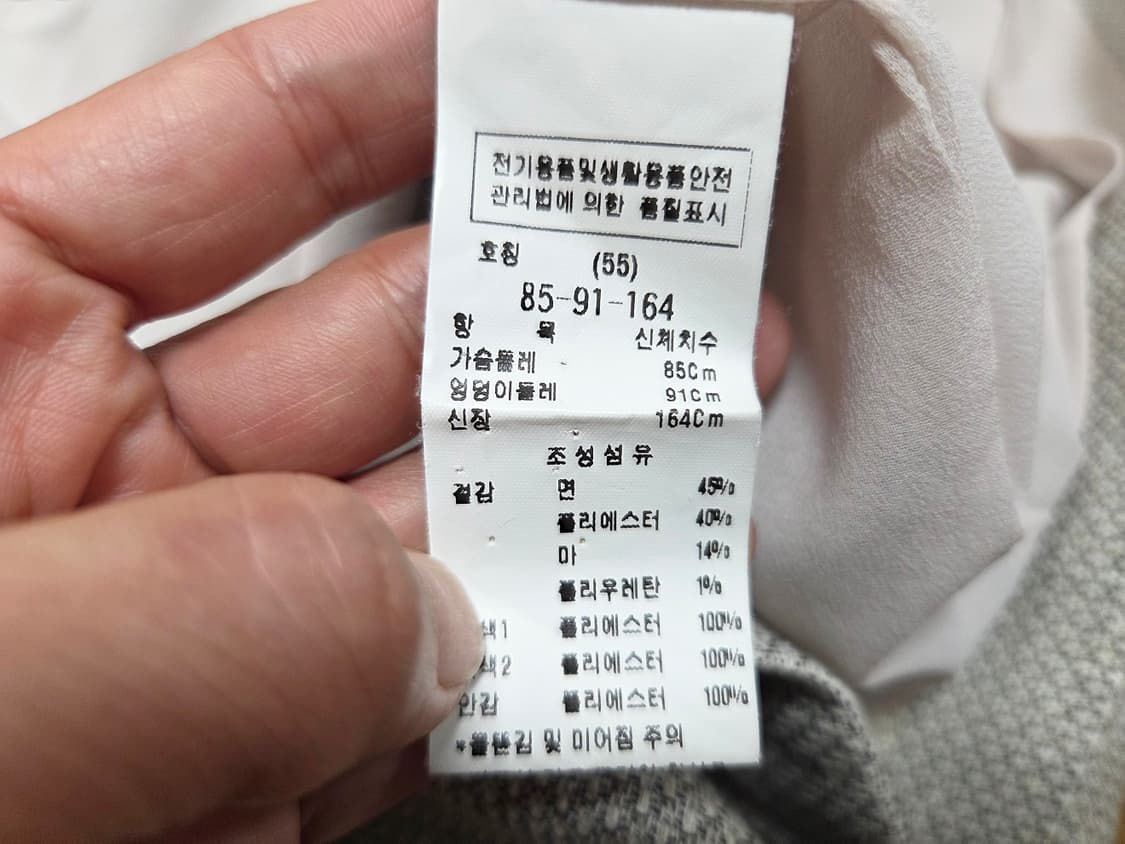 전기용품및생활용품안전
관리법에 의한 품질표시
호칭 (55)
85-91-164
항 목 신체치수
가슴둘레 85Cm
엉덩이둘레 91Cm
신장 164Cm
조성섬유
겉감 면 45%
폴리에스터 40%
마 14%
폴리우레탄 1%
색1 폴리에스터 100%
색2 폴리에스터 100%
안감 폴리에스터 100%
*올뜯김 및 미어짐 주의